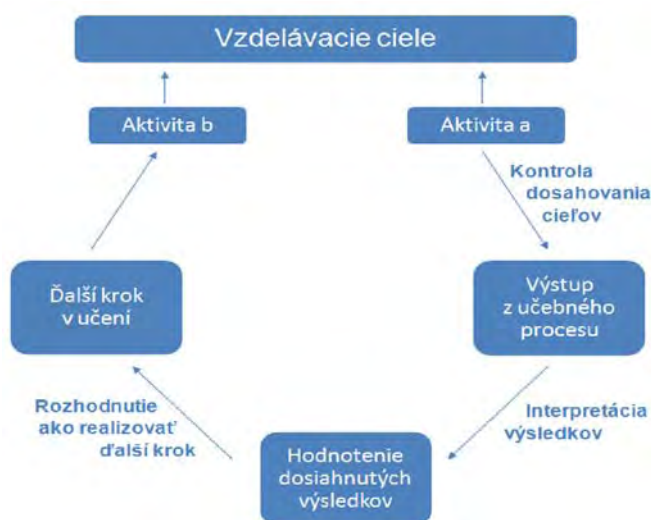 Vzdelávacie ciele
Aktivita b
Aktivita a
Kontrola
dosahovania
cieľov
Ďalší krok
v učení
Výstup
z učebného
procesu
Rozhodnutie
ako realizovať
ďalší krok
Interpretácia
výsledkov
Hodnotenie
dosiahnutých
výsledkov